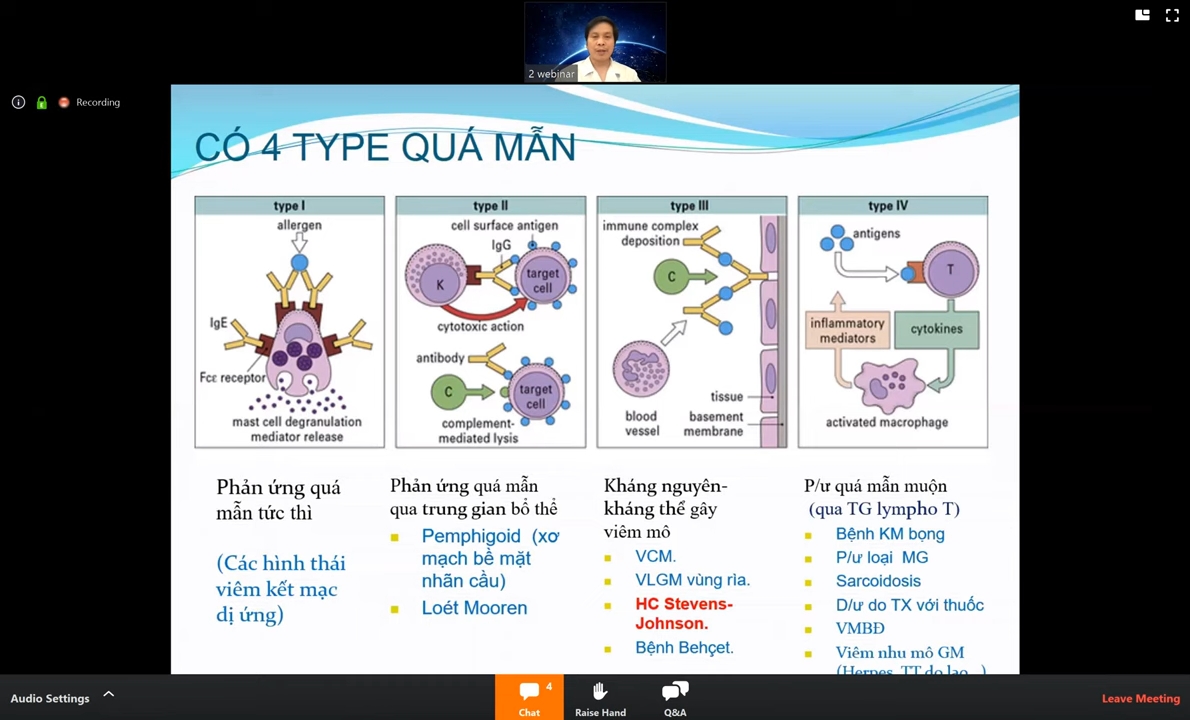 2 webinar
Recording
CÓ 4 TYPE QUÁ MẪN
type I
allergen
IgE
Fcε receptor
mast cell degranulation
mediator release
type II
cell surface antigen
IgG
K
target
cell
cytotoxic action
antibody
C
target
cell
complement-
mediated lysis
type III
immune complex
deposition
C
blood
vessel
tissue
basement
membrane
type IV
antigens
T
inflammatory
mediators
cytokines
activated macrophage
Phản ứng quá
mẫn tức thì
(Các hình thái
viêm kết mạc
dị ứng)
Phản ứng quá mẫn
qua trung gian bổ thể
Pemphigoid (xơ
mạch bề mặt
nhãn cầu)
Loét Mooren
Kháng nguyên-
kháng thể gây
viêm mô
VCM.
VLGM vùng rìa.
HC Stevens-
Johnson.
Bệnh Behçet.
P/ư quá mẫn muộn
(qua TG lympho T)
Bệnh KM bọng
P/ư loại MG
Sarcoidosis
D/ư do TX với thuốc
VMBĐ
Viêm nhu mô GM
(Herpes, TT do lao...)
Audio Settings
Chat
4
Raise Hand
Q&A
Leave Meeting